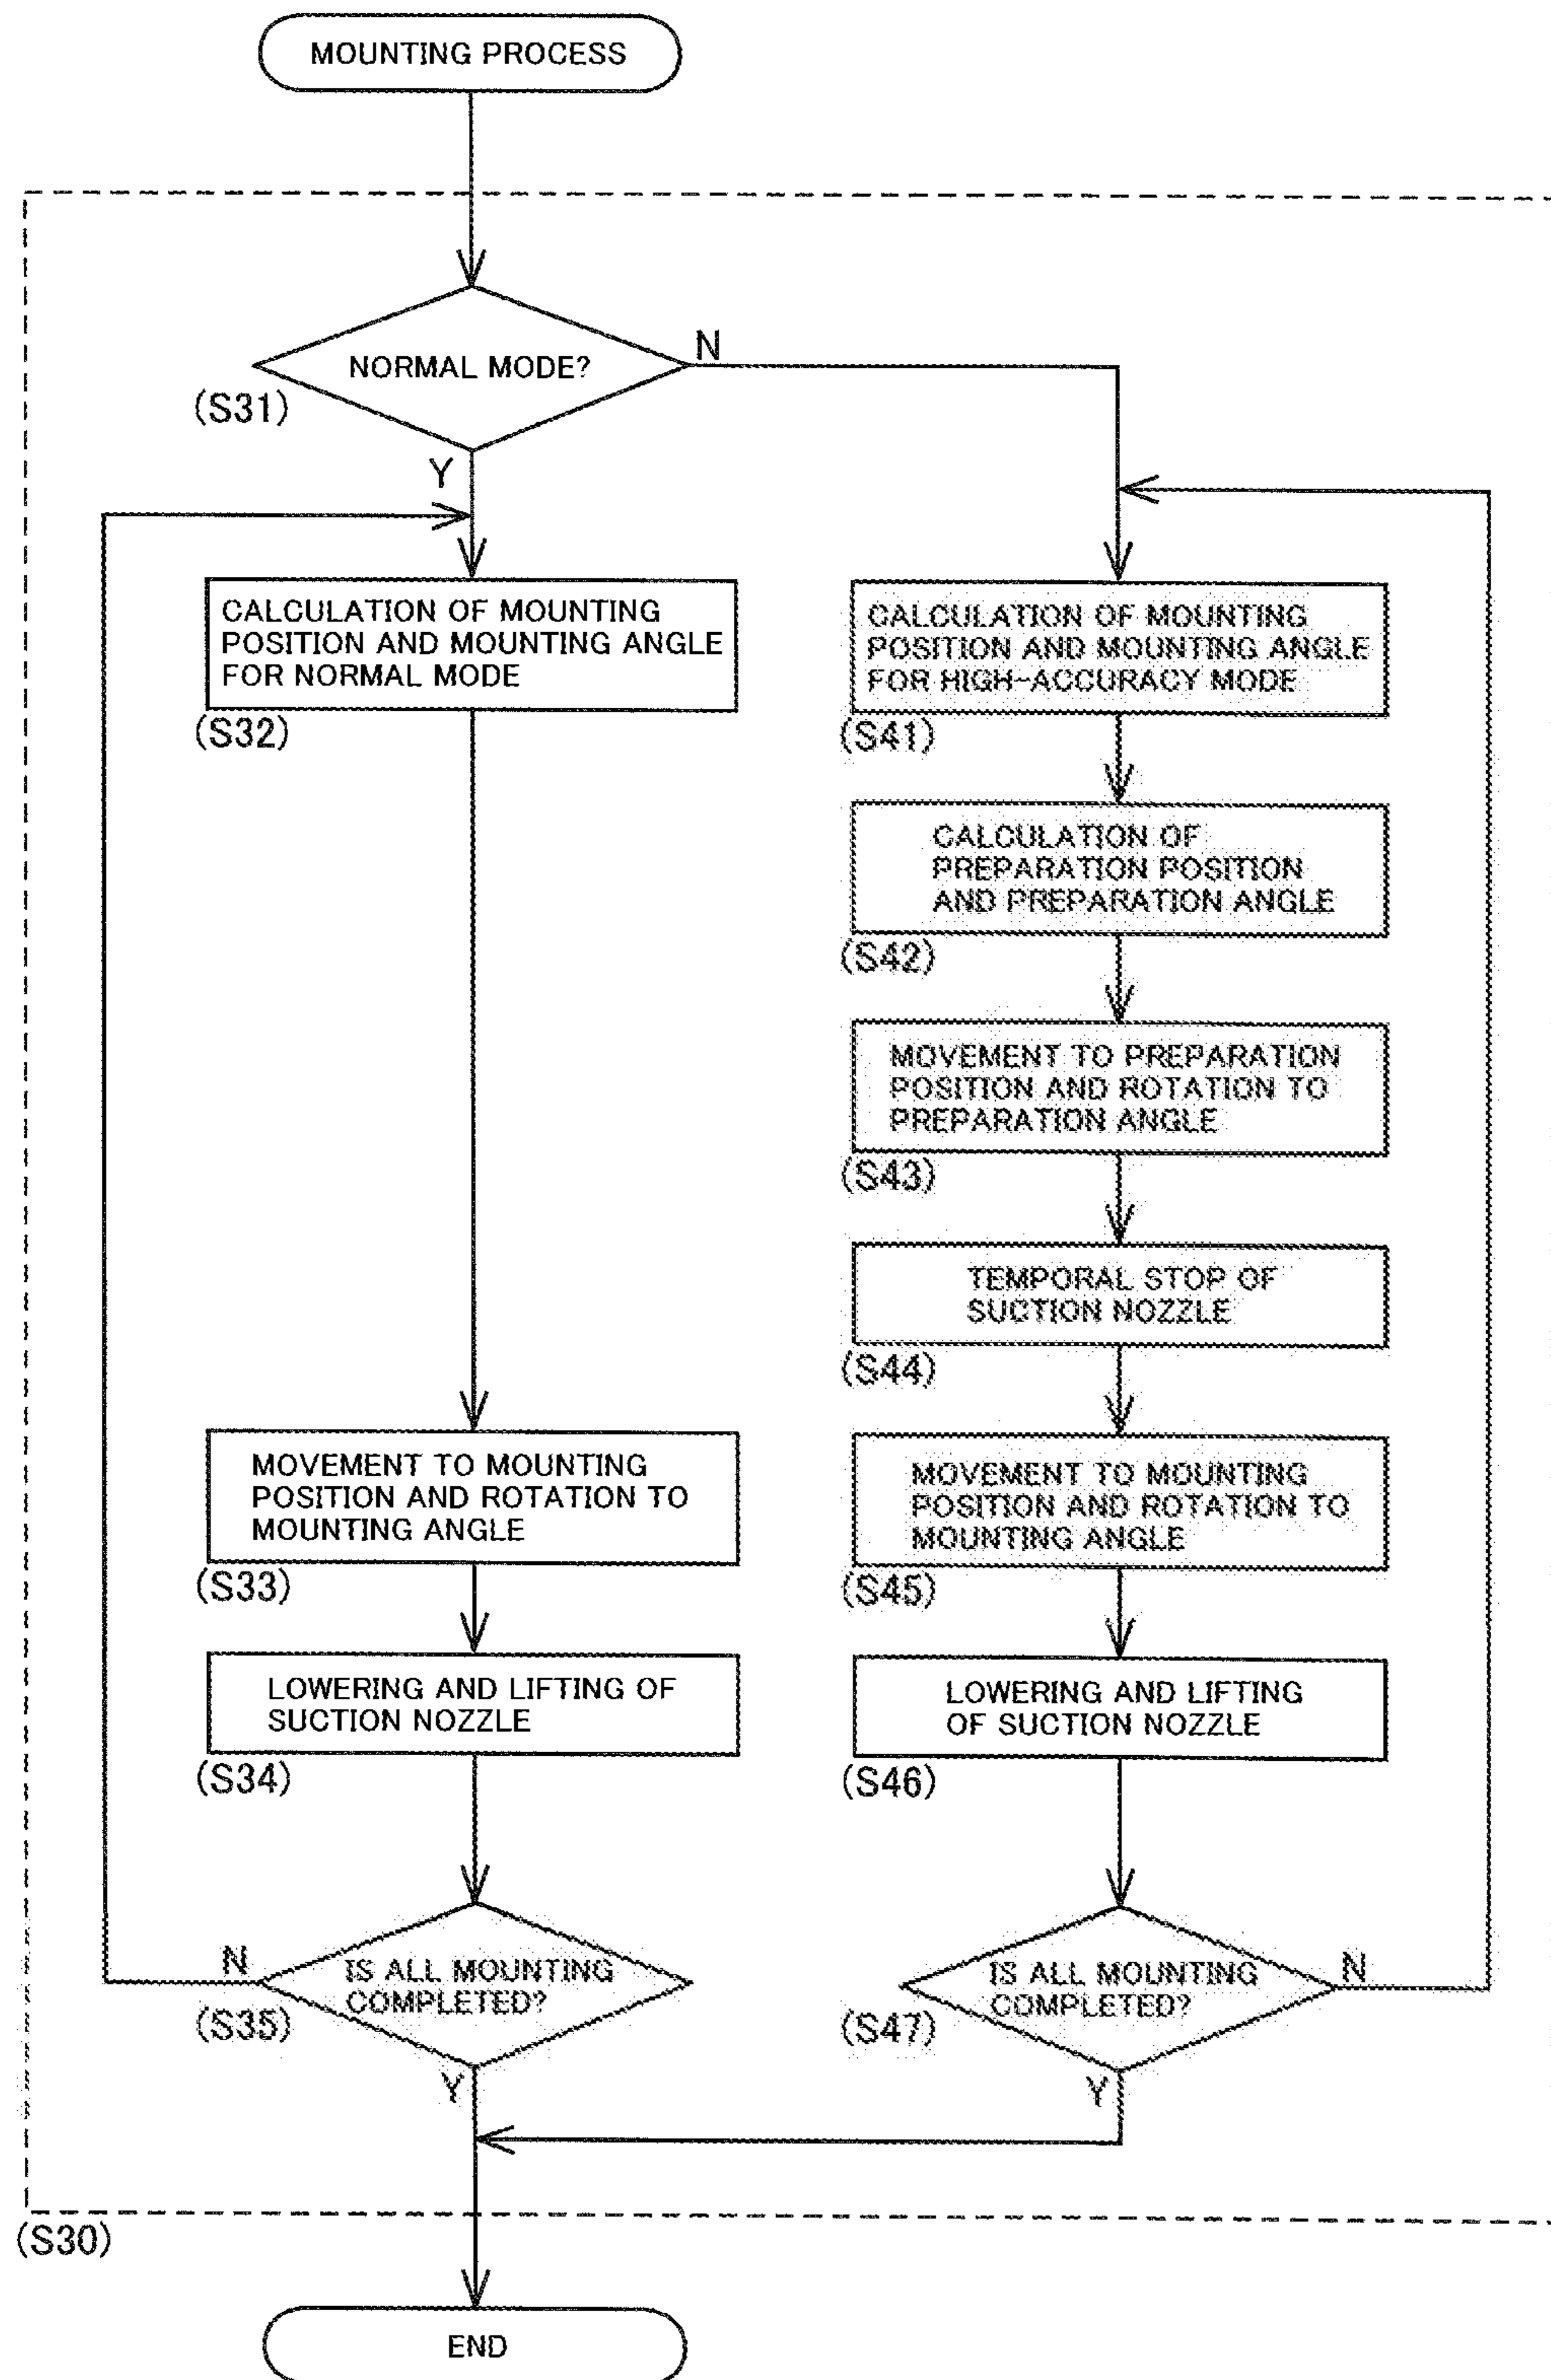 MOUNTING PROCESS
NORMAL MODE?
N
(S31)
Y
CALCULATION OF MOUNTING
POSITION AND MOUNTING ANGLE
FOR NORMAL MODE
(S32)
MOVEMENT TO MOUNTING
POSITION AND ROTATION TO
MOUNTING ANGLE
(S33)
LOWERING AND LIFTING OF
SUCTION NOZZLE
(S34)
N
IS ALL MOUNTING
COMPLETED?
(S35)
Y
CALCULATION OF MOUNTING
POSITION AND MOUNTING ANGLE
FOR HIGH-ACCURACY MODE
(S41)
CALCULATION OF
PREPARATION POSITION
AND PREPARATION ANGLE
(S42)
MOVEMENT TO PREPARATION
POSITION AND ROTATION TO
PREPARATION ANGLE
(S43)
TEMPORAL STOP OF
SUCTION NOZZLE
(S44)
MOVEMENT TO MOUNTING
POSITION AND ROTATION TO
MOUNTING ANGLE
(S45)
LOWERING AND LIFTING
OF SUCTION NOZZLE
(S46)
IS ALL MOUNTING
COMPLETED?
N
(S47)
Y
(S30)
END